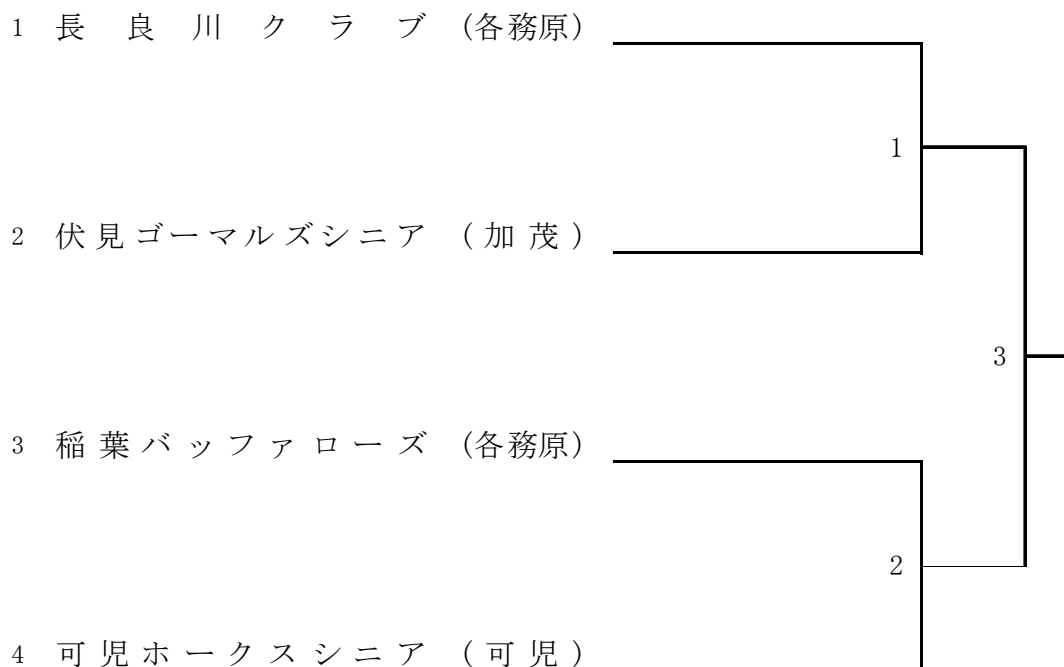 1 長良川クラブ (各務原)
1
2 伏見ゴーマルズシニア (加茂)
3
3 稲葉バッファローズ (各務原)
2
4 可児ホークスシニア (可児)